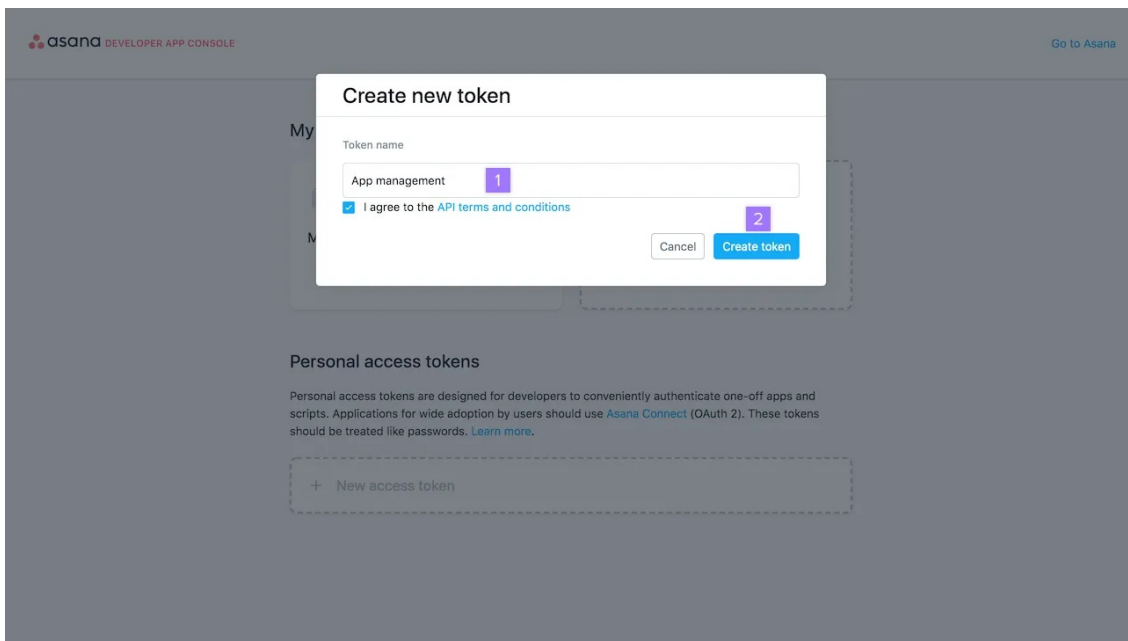 asana DEVELOPER APP CONSOLE
Go to Asana
Create new token
My
Token name
App management
1
I agree to the API terms and conditions
2
M
Cancel
Create token
Personal access tokens
Personal access tokens are designed for developers to conveniently authenticate one-off apps and
scripts. Applications for wide adoption by users should use Asana Connect (OAuth 2). These tokens
should be treated like passwords. Learn more.
+ New access token